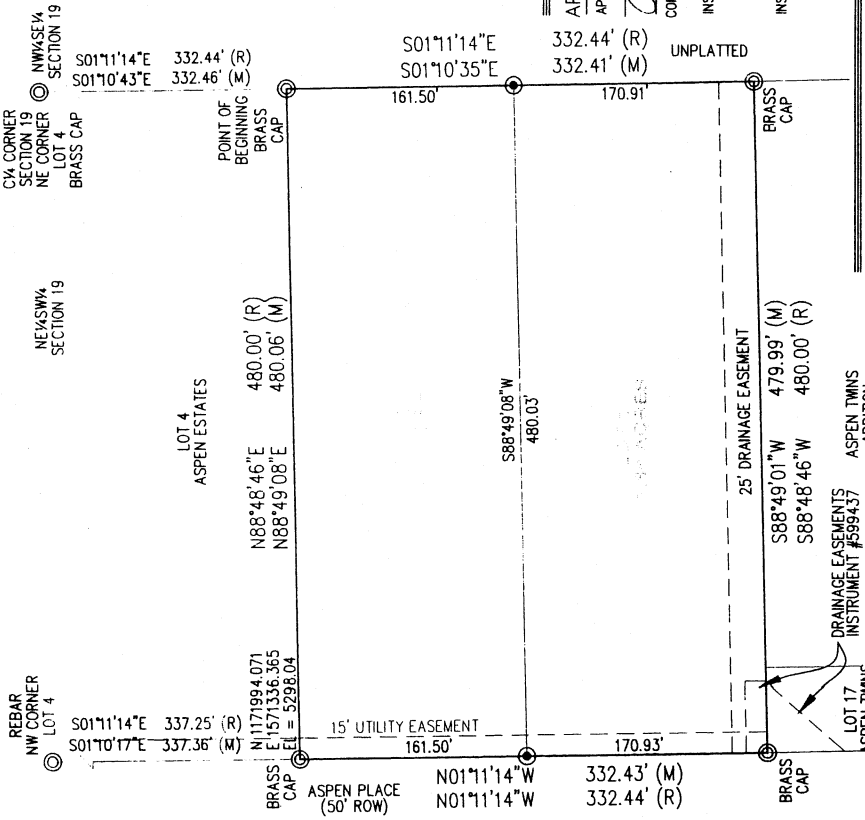 C¼ CORNER
SECTION 19
NE CORNER
LOT 4
BRASS CAP
NW¼SE¼
SECTION 19
S01°11'14"E 332.44' (R)
S01°10'43"E 332.46' (M)
POINT OF
BEGINNING
BRASS
CAP
S01°11'14"E 332.44' (R)
S01°10'35"E 332.41' (M)
UNPLATTED
161.50'
170.91'
BRASS
CAP
NE¼SW¼
SECTION 19
LOT 4
ASPEN ESTATES
N88°48'46"E 480.00' (R)
N88°49'08"E 480.06' (M)
S88°49'08"W
480.03'
25' DRAINAGE EASEMENT
S88°49'01"W 479.99' (M)
S88°48'46"W 480.00' (R)
ASPEN TWINS
DRAINAGE EASEMENTS
INSTRUMENT #599437
LOT 17
REBAR
NW CORNER
LOT 4
S01°11'14"E 337.25' (R)
S01°10'17"E 337.36' (M)
N 1171994.071
E 1571336.365
EL = 5298.04
BRASS
CAP
15' UTILITY EASEMENT
161.50'
170.93'
ASPEN PLACE
(50' ROW)
N01°11'14"W 332.43' (M)
N01°11'14"W 332.44' (R)
BRASS
CAP